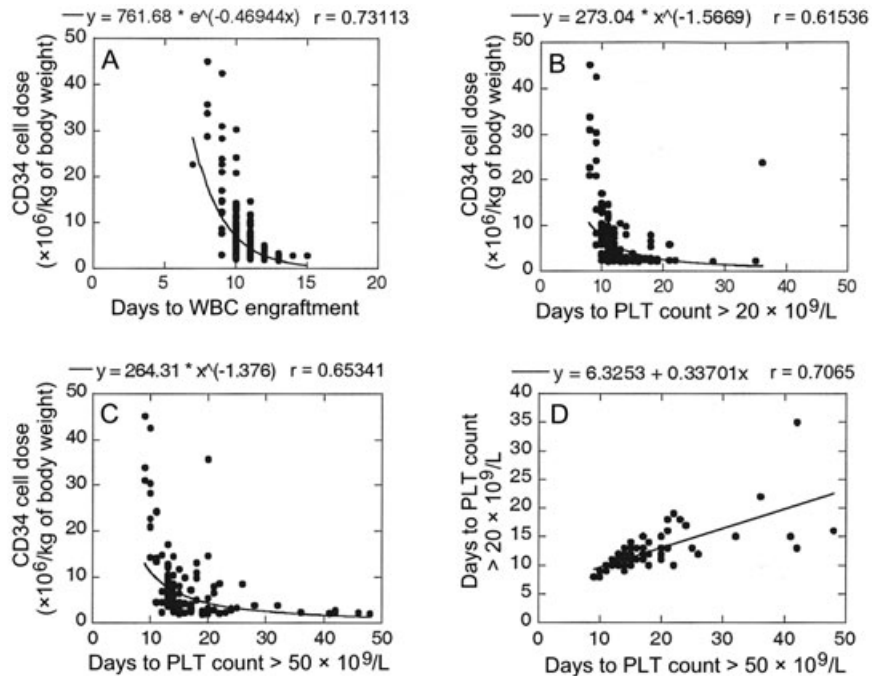 y = 761.68 * e^(-0.46944x) r = 0.73113
A
CD34 cell dose
(×10⁶/kg of body weight)
50
40
30
20
10
0
0 5 10 15 20
Days to WBC engraftment
y = 273.04 * x^(-1.5669) r = 0.61536
B
CD34 cell dose
(×10⁶/kg of body weight)
50
40
30
20
10
0
0 10 20 30 40 50
Days to PLT count > 20 × 10⁹/L
y = 264.31 * x^(-1.376) r = 0.65341
C
CD34 cell dose
(×10⁶/kg of body weight)
50
40
30
20
10
0
0 10 20 30 40 50
Days to PLT count > 50 × 10⁹/L
y = 6.3253 + 0.33701x r = 0.7065
D
Days to PLT count
> 20 × 10⁹/L
40
35
30
25
20
15
10
5
0
0 10 20 30 40 50
Days to PLT count > 50 × 10⁹/L